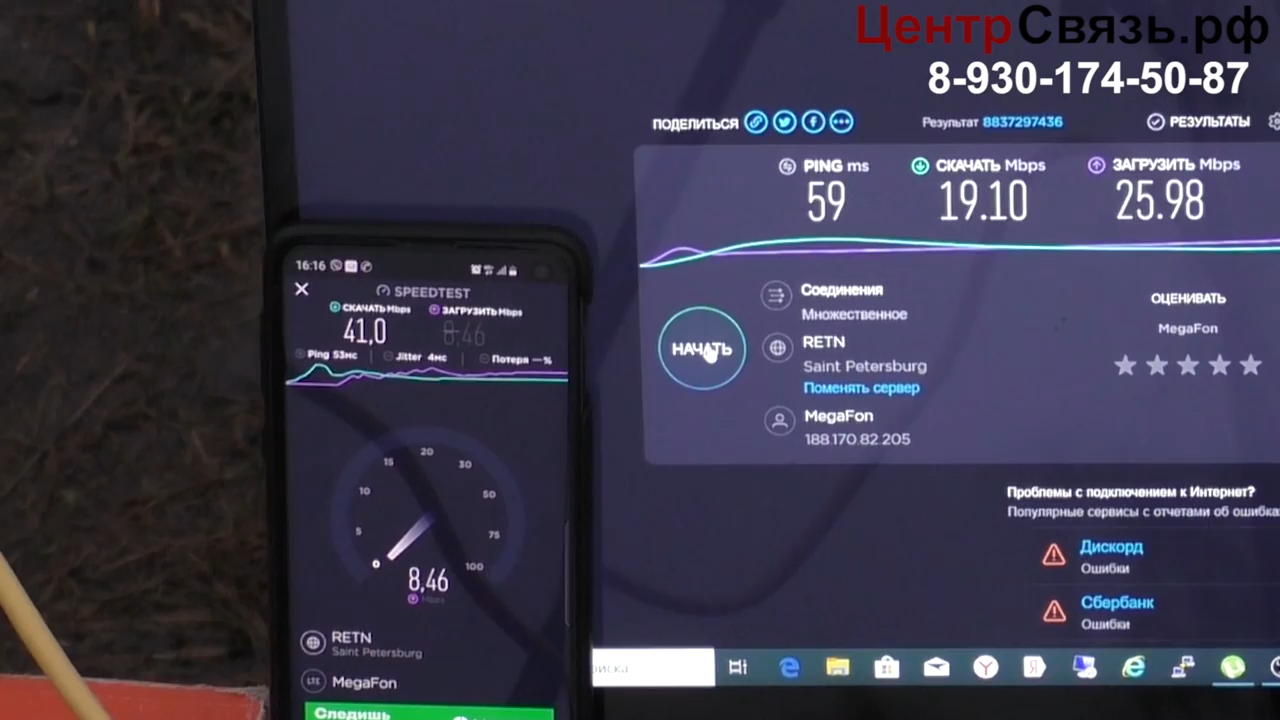 ЦентрСвязь.рф
8-930-174-50-87
ПОДЕЛИТЬСЯ
Результат 8837297436
РЕЗУЛЬТАТЫ
PING ms
СКАЧАТЬ Mbps
ЗАГРУЗИТЬ Mbps
59
19.10
25.98
НАЧАТЬ
Соединения
Множественное
RETN
Saint Petersburg
Поменять сервер
MegaFon
188.170.82.205
ОЦЕНИВАТЬ
MegaFon
Проблемы с подключением к Интернет?
Популярные сервисы с отчетами об ошибка
Дискорд
Ошибки
Сбербанк
Ошибки
16:16
SPEEDTEST
СКАЧАТЬ Mbps
ЗАГРУЗИТЬ Mbps
41,0
8,46
Ping 53мс
Jitter 4мс
Потеря —%
0
5
10
15
20
30
50
75
100
8,46
Mbps
RETN
Saint Petersburg
LTE
MegaFon
Следишь